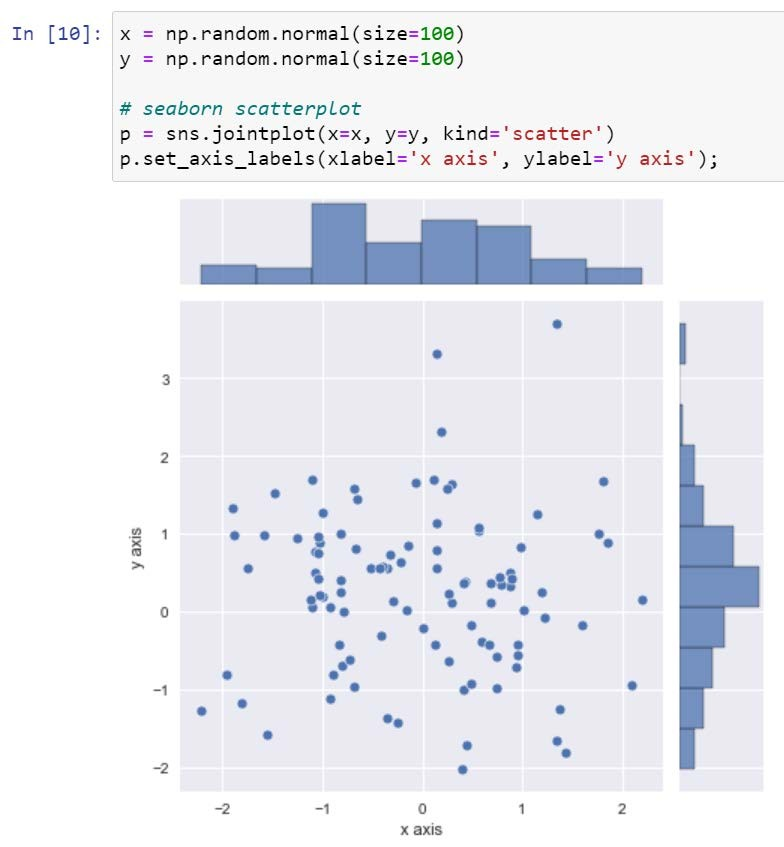 In [10]: x = np.random.normal(size=100)
y = np.random.normal(size=100)
# seaborn scatterplot
p = sns.jointplot(x=x, y=y, kind='scatter')
p.set_axis_labels(xlabel='x axis', ylabel='y axis');
3
2
1
0
−1
−2
y axis
−2 −1 0 1 2
x axis